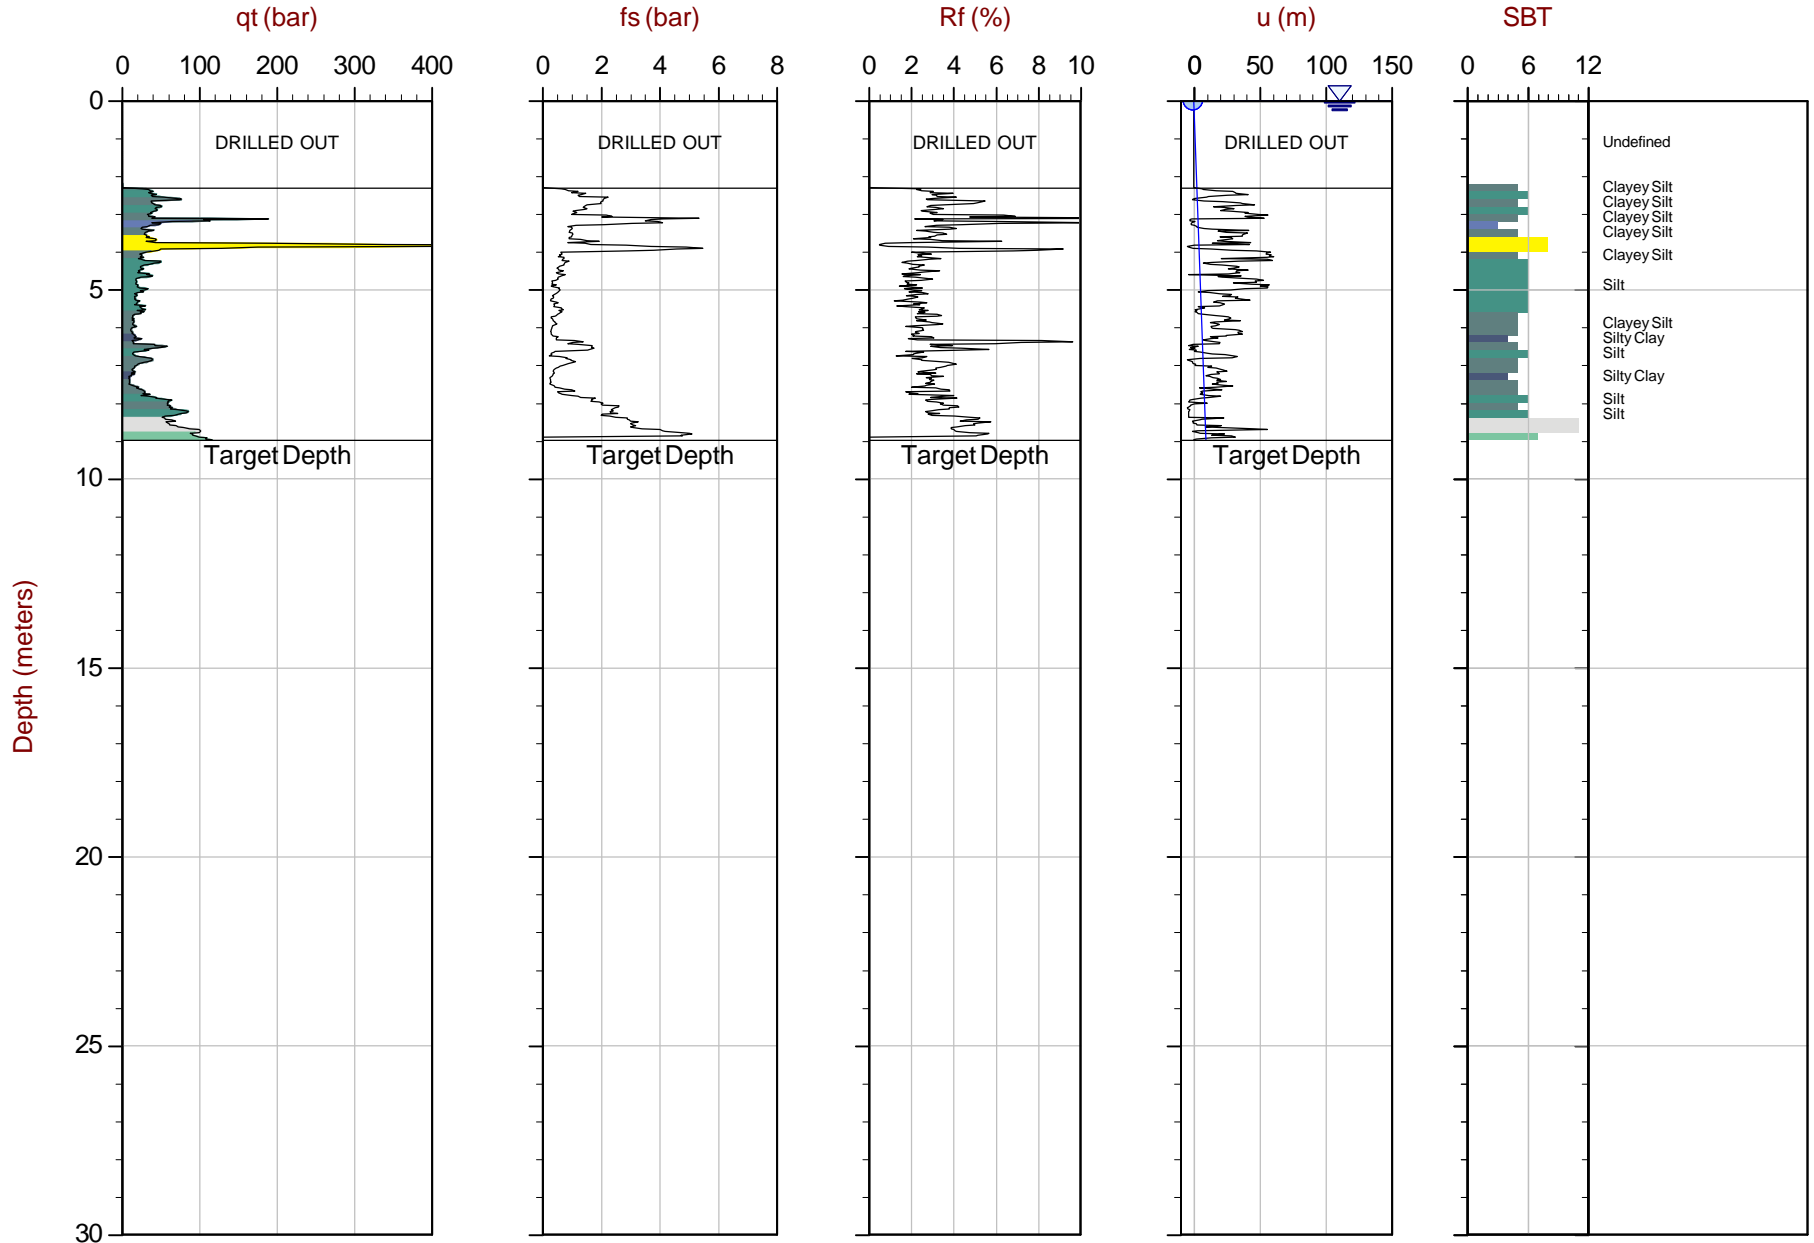 qt (bar) fs (bar) Rf (%) u (m) SBT
0 100 200 300 400 0 2 4 6 8 0 2 4 6 8 10 0 50 100 150 0 6 12
0
DRILLED OUT DRILLED OUT DRILLED OUT DRILLED OUT Undefined
Clayey Silt
Clayey Silt
Clayey Silt
Clayey Silt
Clayey Silt
5 Silt
Clayey Silt
Silty Clay
Silt
Silty Clay
Silt
Silt
Target Depth Target Depth Target Depth Target Depth
10
15
20
25
30
Depth (meters)